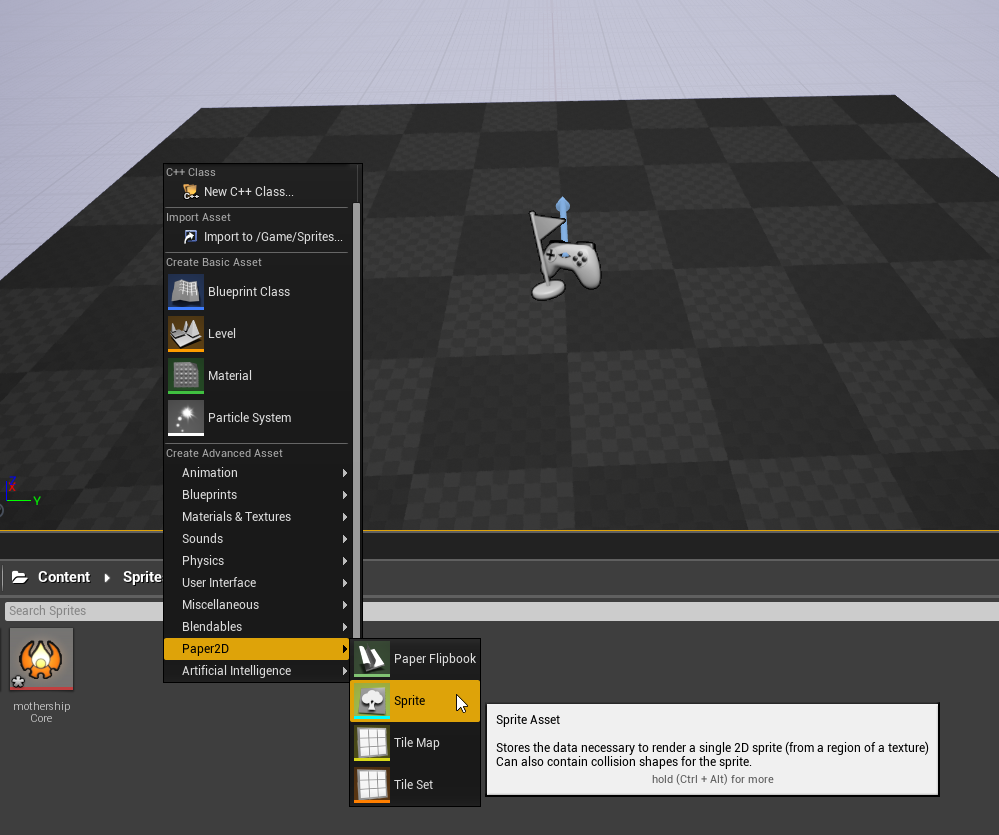 C++ Class
New C++ Class...
Import Asset
Import to /Game/Sprites...
Create Basic Asset
Blueprint Class
Level
Material
Particle System
Create Advanced Asset
Animation
Blueprints
Materials & Textures
Sounds
Physics
User Interface
Miscellaneous
Blendables
Paper2D
Artificial Intelligence
Paper Flipbook
Sprite
Tile Map
Tile Set
Sprite Asset
Stores the data necessary to render a single 2D sprite (from a region of a texture)
Can also contain collision shapes for the sprite.
hold (Ctrl + Alt) for more
Y
Content
Sprite
Search Sprites
mothership
Core